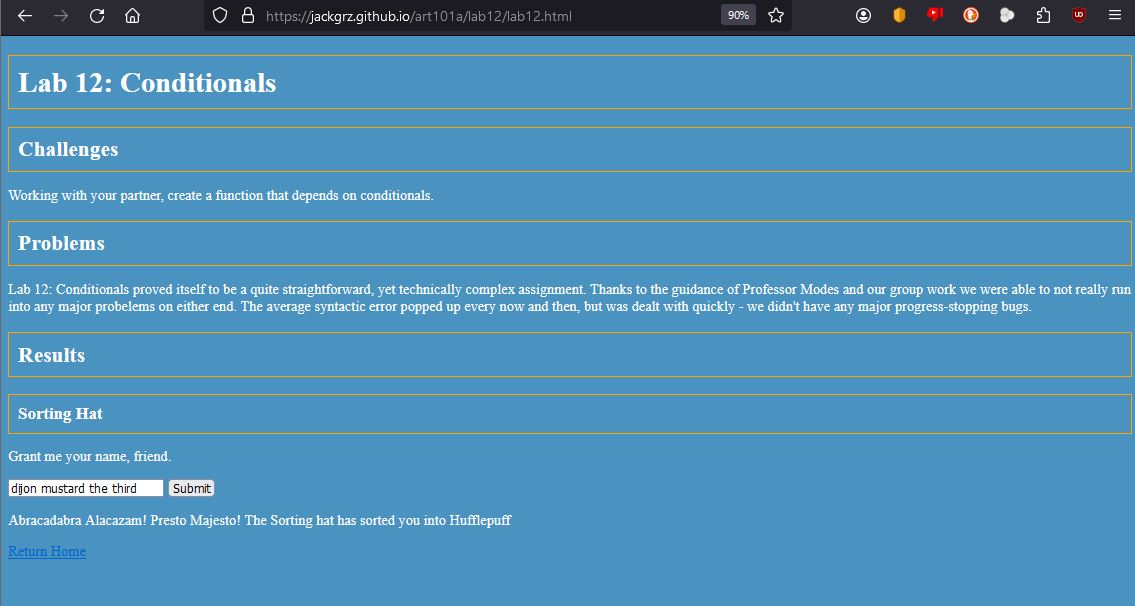 https://jackgrz.github.io/art101a/lab12/lab12.html
90%
Lab 12: Conditionals
Challenges
Working with your partner, create a function that depends on conditionals.
Problems
Lab 12: Conditionals proved itself to be a quite straightforward, yet technically complex assignment. Thanks to the guidance of Professor Modes and our group work we were able to not really run
into any major probelems on either end. The average syntactic error popped up every now and then, but was dealt with quickly - we didn't have any major progress-stopping bugs.
Results
Sorting Hat
Grant me your name, friend.
dijon mustard the third Submit
Abracadabra Alacazam! Presto Majesto! The Sorting hat has sorted you into Hufflepuff
Return Home